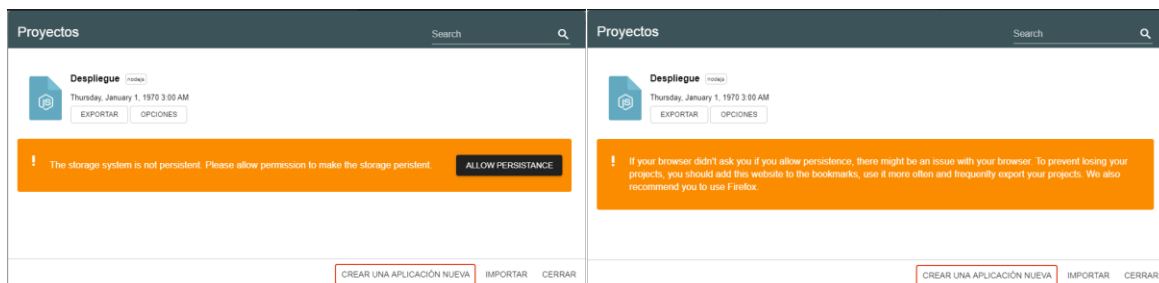 Proyectos
Search
Despliegue nodejs
Thursday, January 1, 1970 3:00 AM
EXPORTAR OPCIONES
! The storage system is not persistent. Please allow permission to make the storage peristent. ALLOW PERSISTANCE
CREAR UNA APLICACIÓN NUEVA IMPORTAR CERRAR
Proyectos
Search
Despliegue nodejs
Thursday, January 1, 1970 3:00 AM
EXPORTAR OPCIONES
! If your browser didn't ask you if you allow persistence, there might be an issue with your browser. To prevent losing your
projects, you should add this website to the bookmarks, use it more often and frequently export your projects. We also
recommend you to use Firefox.
CREAR UNA APLICACIÓN NUEVA IMPORTAR CERRAR